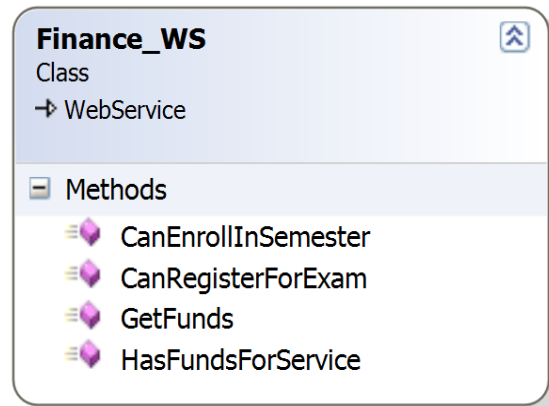 Finance_WS
Class
WebService
Methods
CanEnrollInSemester
CanRegisterForExam
GetFunds
HasFundsForService